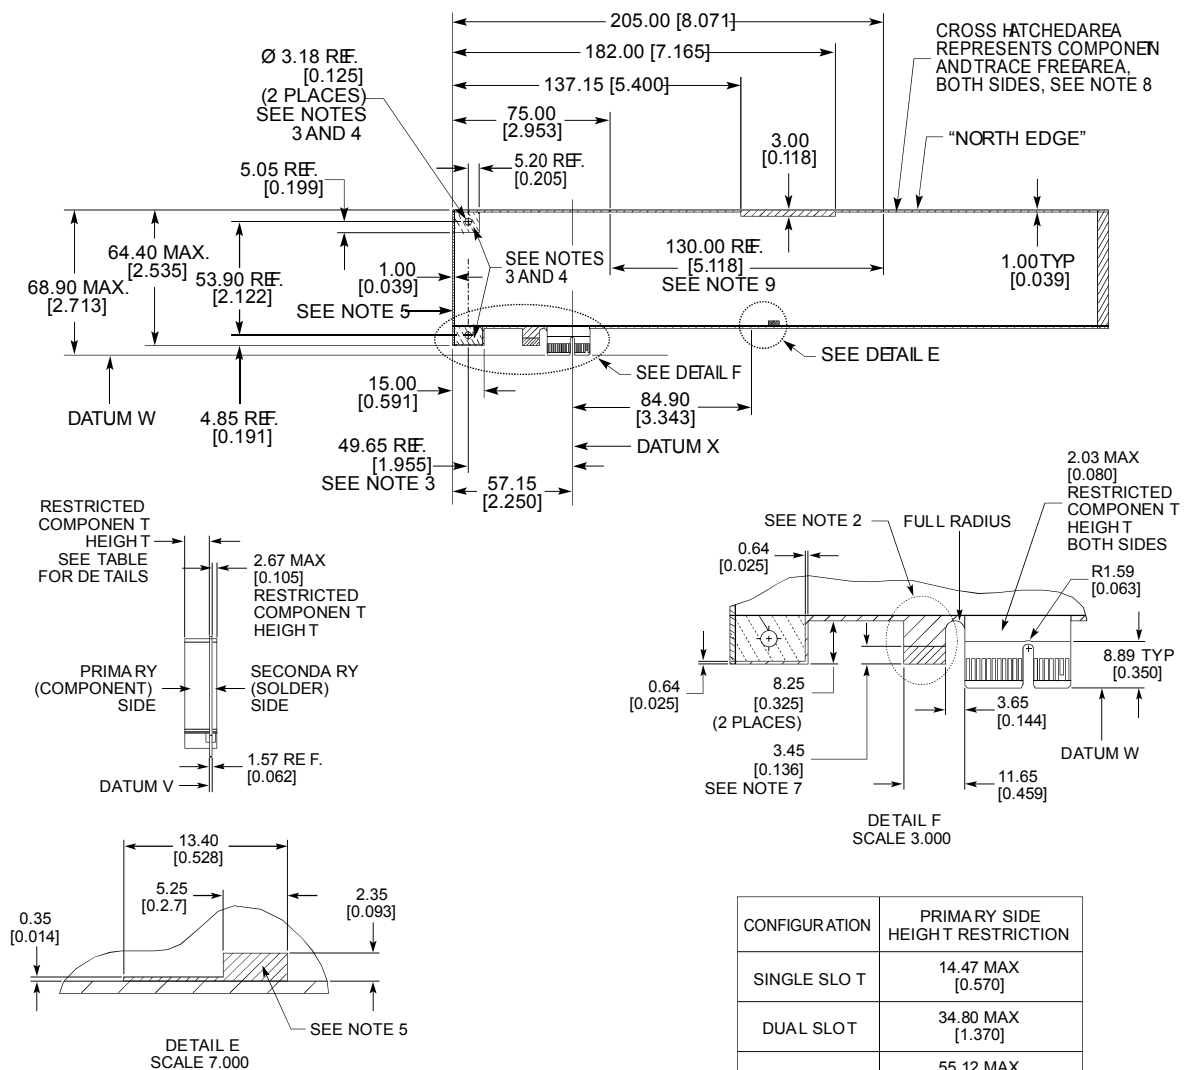 205.00 [8.071]
182.00 [7.165]
137.15 [5.400]
75.00
[2.953]
Ø 3.18 REF.
[0.125]
(2 PLACES)
SEE NOTES
3 AND 4
CROSS HATCHED AREA
REPRESENTS COMPONENT
AND TRACE FREE AREA,
BOTH SIDES, SEE NOTE 8
"NORTH EDGE"
3.00
[0.118]
5.20 REF.
[0.205]
5.05 REF.
[0.199]
64.40 MAX.
[2.535]
68.90 MAX.
[2.713]
53.90 REF.
[2.122]
1.00
[0.039]
SEE NOTE 5
SEE NOTES
3 AND 4
130.00 REF.
[5.118]
SEE NOTE 9
1.00 TYP
[0.039]
SEE DETAIL E
SEE DETAIL F
DATUM W
4.85 REF.
[0.191]
15.00
[0.591]
84.90
[3.343]
DATUM X
49.65 REF.
[1.955]
SEE NOTE 3
57.15
[2.250]
RESTRICTED
COMPONENT
HEIGHT
SEE TABLE
FOR DETAILS
2.67 MAX
[0.105]
RESTRICTED
COMPONENT
HEIGHT
PRIMARY
(COMPONENT)
SIDE
SECONDARY
(SOLDER)
SIDE
1.57 REF.
[0.062]
DATUM V
2.03 MAX
[0.080]
RESTRICTED
COMPONENT
HEIGHT
BOTH SIDES
SEE NOTE 2
FULL RADIUS
0.64
[0.025]
R1.59
[0.063]
8.89 TYP
[0.350]
0.64
[0.025]
8.25
[0.325]
(2 PLACES)
3.65
[0.144]
3.45
[0.136]
SEE NOTE 7
DATUM W
11.65
[0.459]
DETAIL F
SCALE 3.000
13.40
[0.528]
5.25
[0.2.7]
2.35
[0.093]
0.35
[0.014]
SEE NOTE 5
DETAIL E
SCALE 7.000
CONFIGURATION
PRIMARY SIDE
HEIGHT RESTRICTION
SINGLE SLOT
14.47 MAX
[0.570]
DUAL SLOT
34.80 MAX
[1.370]
55.12 MAX